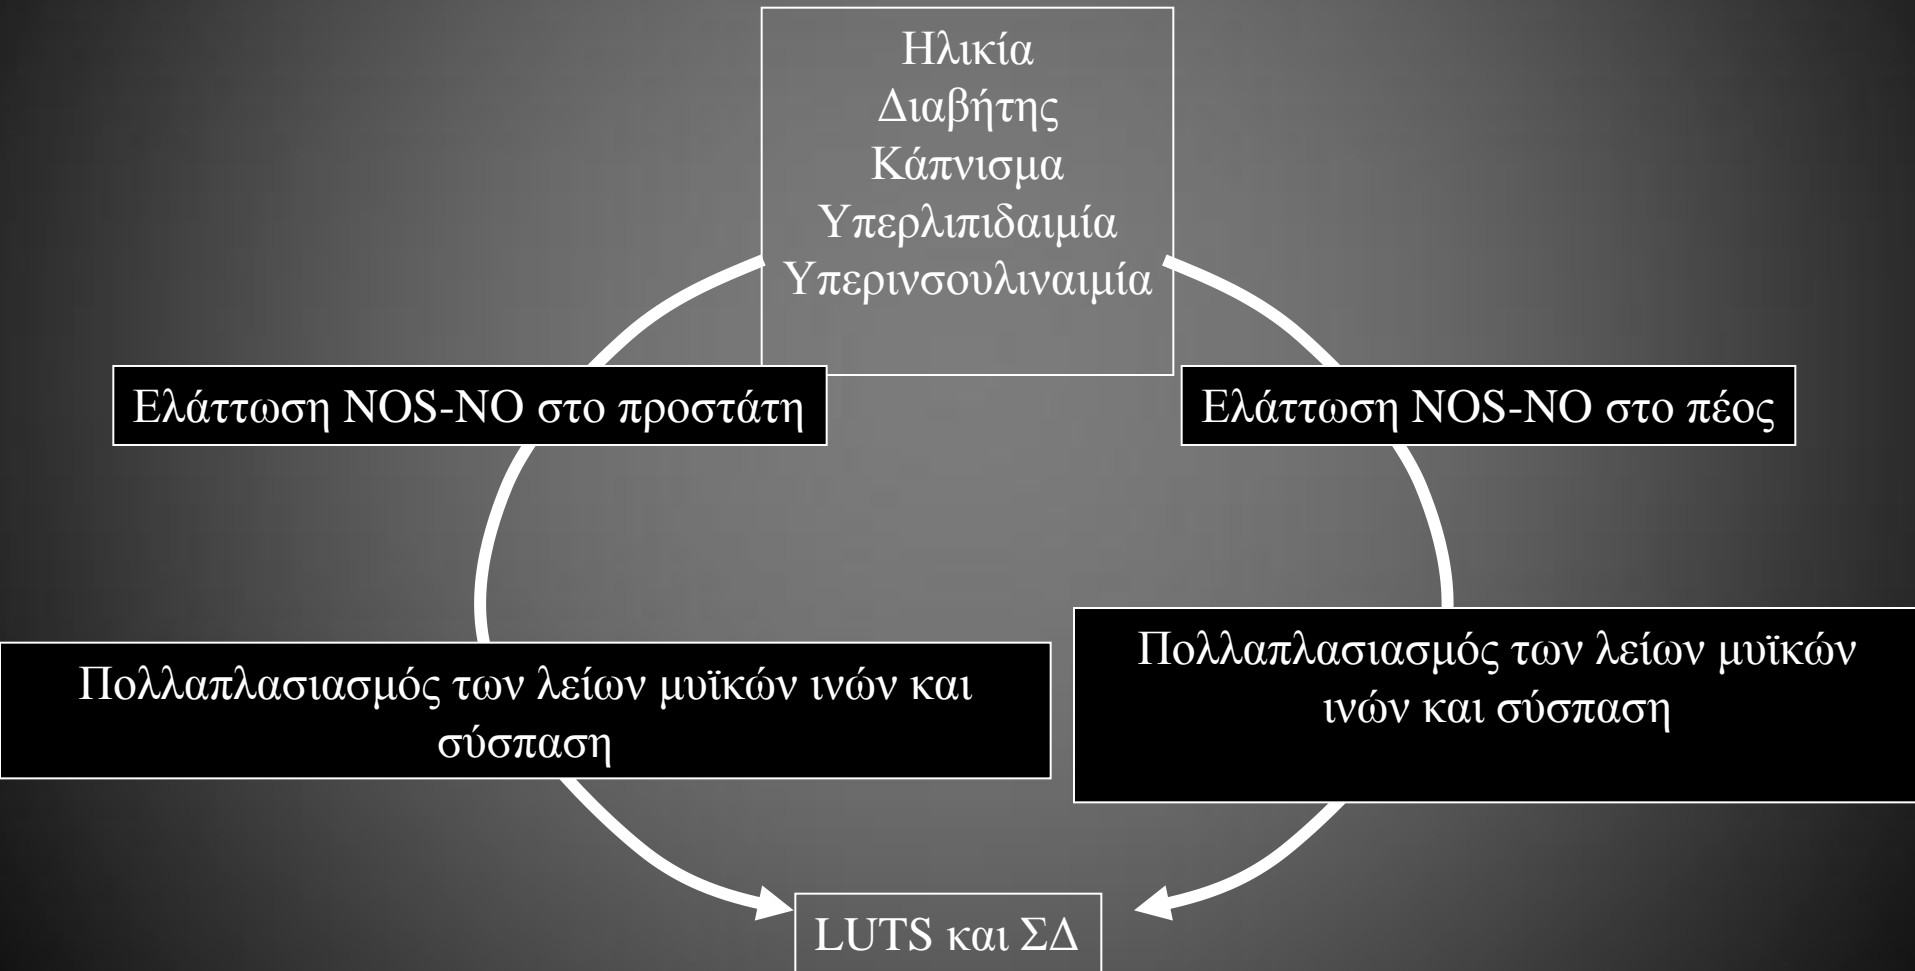 Ηλικία
Διαβήτης
Κάπνισμα
Υπερλιπιδαιμία
Υπερινσουλιναιμία
Ελάττωση NOS-NO στο προστάτη
Ελάττωση NOS-NO στο πέος
Πολλαπλασιασμός των λείων μυϊκών ινών και
σύσπαση
Πολλαπλασιασμός των λείων μυϊκών
ινών και σύσπαση
LUTS και ΣΔ